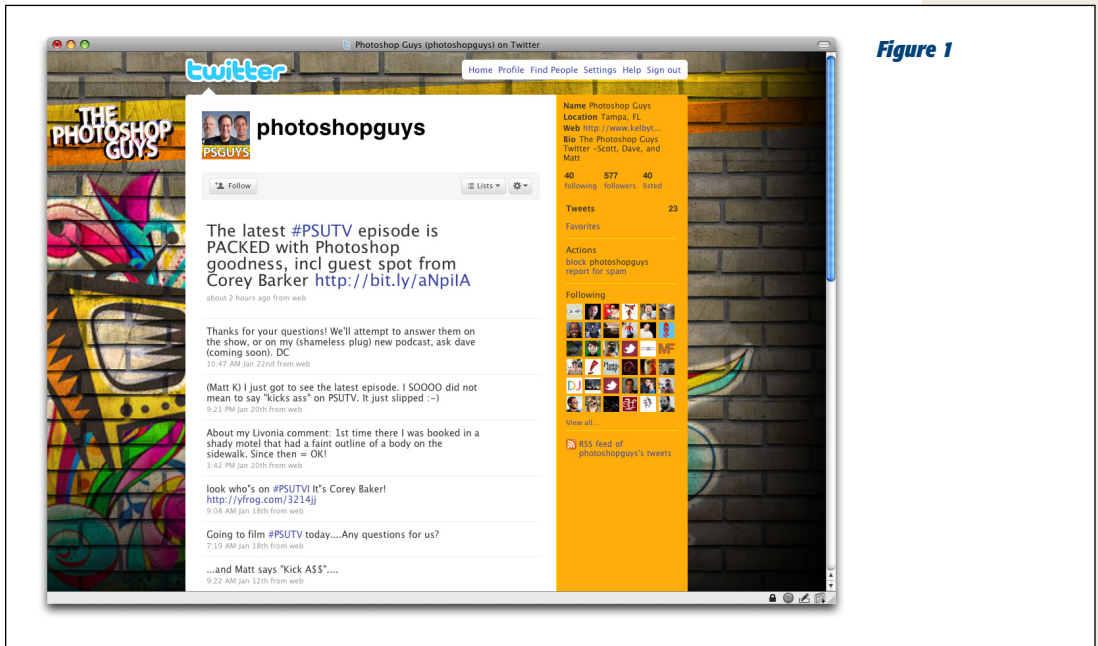 Figure 1
Photoshop Guys (photoshopguys) on Twitter
twitter
Home Profile Find People Settings Help Sign out
THE
PHOTOSHOP
GUYS
PSGUYS
photoshopguys
Follow
Lists
The latest #PSUTV episode is
PACKED with Photoshop
goodness, incl guest spot from
Corey Barker http://bit.ly/aNpilA
about 2 hours ago from web
Thanks for your questions! We'll attempt to answer them on
the show, or on my (shameless plug) new podcast, ask dave
(coming soon). DC
10:47 AM Jan 22nd from web
(Matt K) I just got to see the latest episode. I SOOOO did not
mean to say "kicks ass" on PSUTV. It just slipped :-)
9:21 PM Jan 20th from web
About my Livonia comment: 1st time there I was booked in a
shady motel that had a faint outline of a body on the
sidewalk. Since then = OK!
3:42 PM Jan 20th from web
look who"s on #PSUTVI It"s Corey Baker!
http://yfrog.com/3214jj
9:08 AM Jan 18th from web
Going to film #PSUTV today....Any questions for us?
7:19 AM Jan 18th from web
...and Matt says "Kick A$$"....
9:22 AM Jan 12th from web
Name Photoshop Guys
Location Tampa, FL
Web http://www.kelbyt...
Bio The Photoshop Guys
Twitter -Scott, Dave, and
Matt
40 577 40
following followers listed
Tweets 23
Favorites
Actions
block photoshopguys
report for spam
Following
MF
DJ
View all...
RSS feed of
photoshopguys's tweets